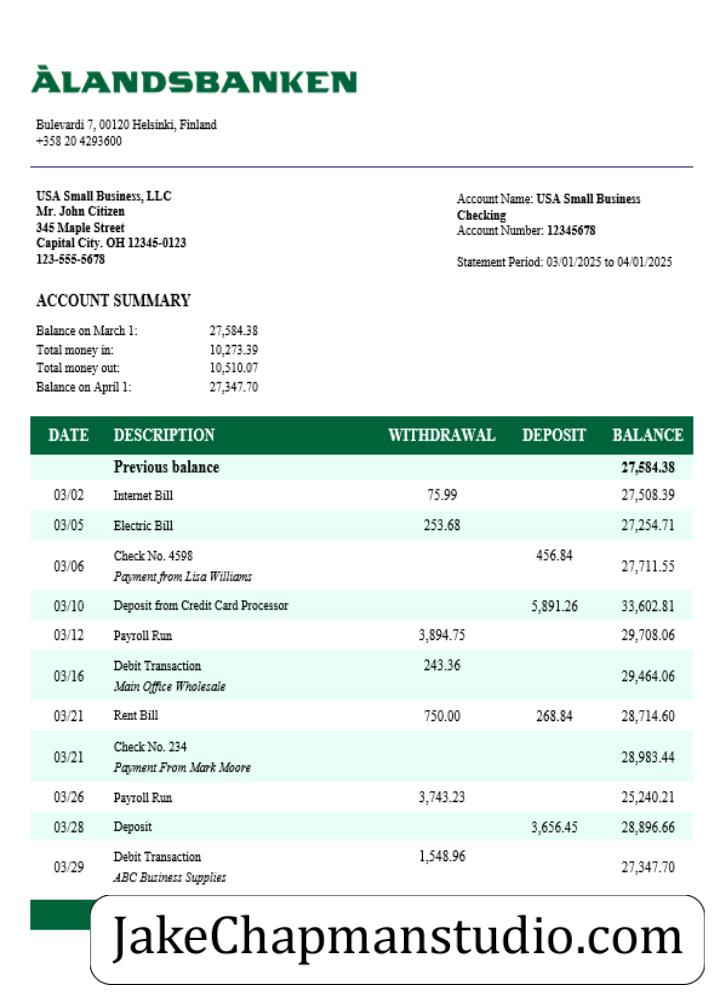 ÀLANDSBANKEN
Bulevardi 7, 00120 Helsinki, Finland
+358 20 4293600
USA Small Business, LLC
Mr. John Citizen
345 Maple Street
Capital City. OH 12345-0123
123-555-5678
Account Name: USA Small Business
Checking
Account Number: 12345678
Statement Period: 03/01/2025 to 04/01/2025
ACCOUNT SUMMARY
Balance on March 1: 27,584.38
Total money in: 10,273.39
Total money out: 10,510.07
Balance on April 1: 27,347.70
DATE DESCRIPTION WITHDRAWAL DEPOSIT BALANCE
Previous balance 27,584.38
03/02 Internet Bill 75.99 27,508.39
03/05 Electric Bill 253.68 27,254.71
03/06 Check No. 4598 456.84 27,711.55
Payment from Lisa Williams
03/10 Deposit from Credit Card Processor 5,891.26 33,602.81
03/12 Payroll Run 3,894.75 29,708.06
03/16 Debit Transaction 243.36 29,464.06
Main Office Wholesale
03/21 Rent Bill 750.00 268.84 28,714.60
03/21 Check No. 234 28,983.44
Payment From Mark Moore
03/26 Payroll Run 3,743.23 25,240.21
03/28 Deposit 3,656.45 28,896.66
03/29 Debit Transaction 1,548.96 27,347.70
ABC Business Supplies
JakeChapmanstudio.com